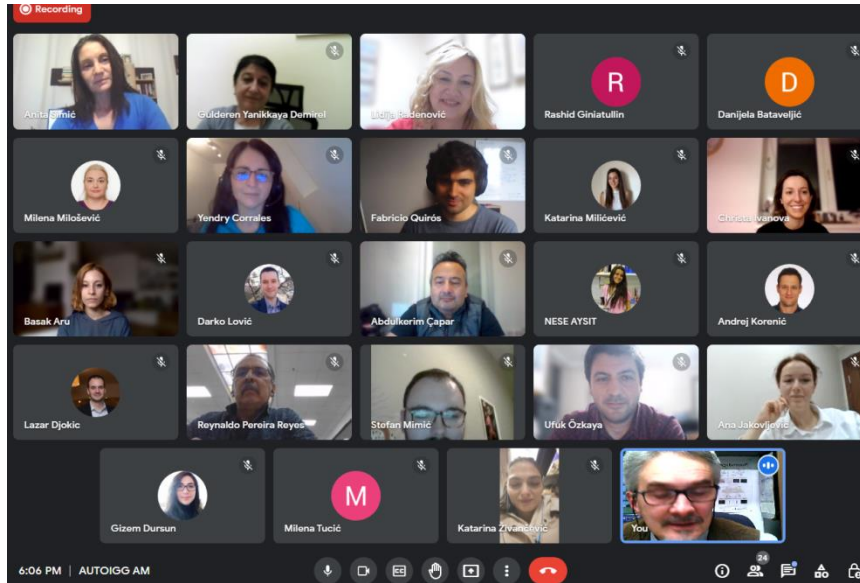 Recording
Anita Simić
Gulderen Yanikkaya Demirel
Lidija Radenović
R
Rashid Giniatullin
D
Danijela Bataveljić
Milena Milošević
Yendry Corrales
Fabricio Quirós
Katarina Milićević
Christa Ivanova
Basak Aru
Darko Lović
Abdulkerim Çapar
NESE AYSIT
Andrej Korenić
Lazar Djokic
Reynaldo Pereira Reyes
Stefan Mimić
Ufuk Özkaya
Ana Jakovljević
Gizem Dursun
M
Milena Tucić
Katarina Živančević
You
6:06 PM | AUTOIGG AM
CC
24